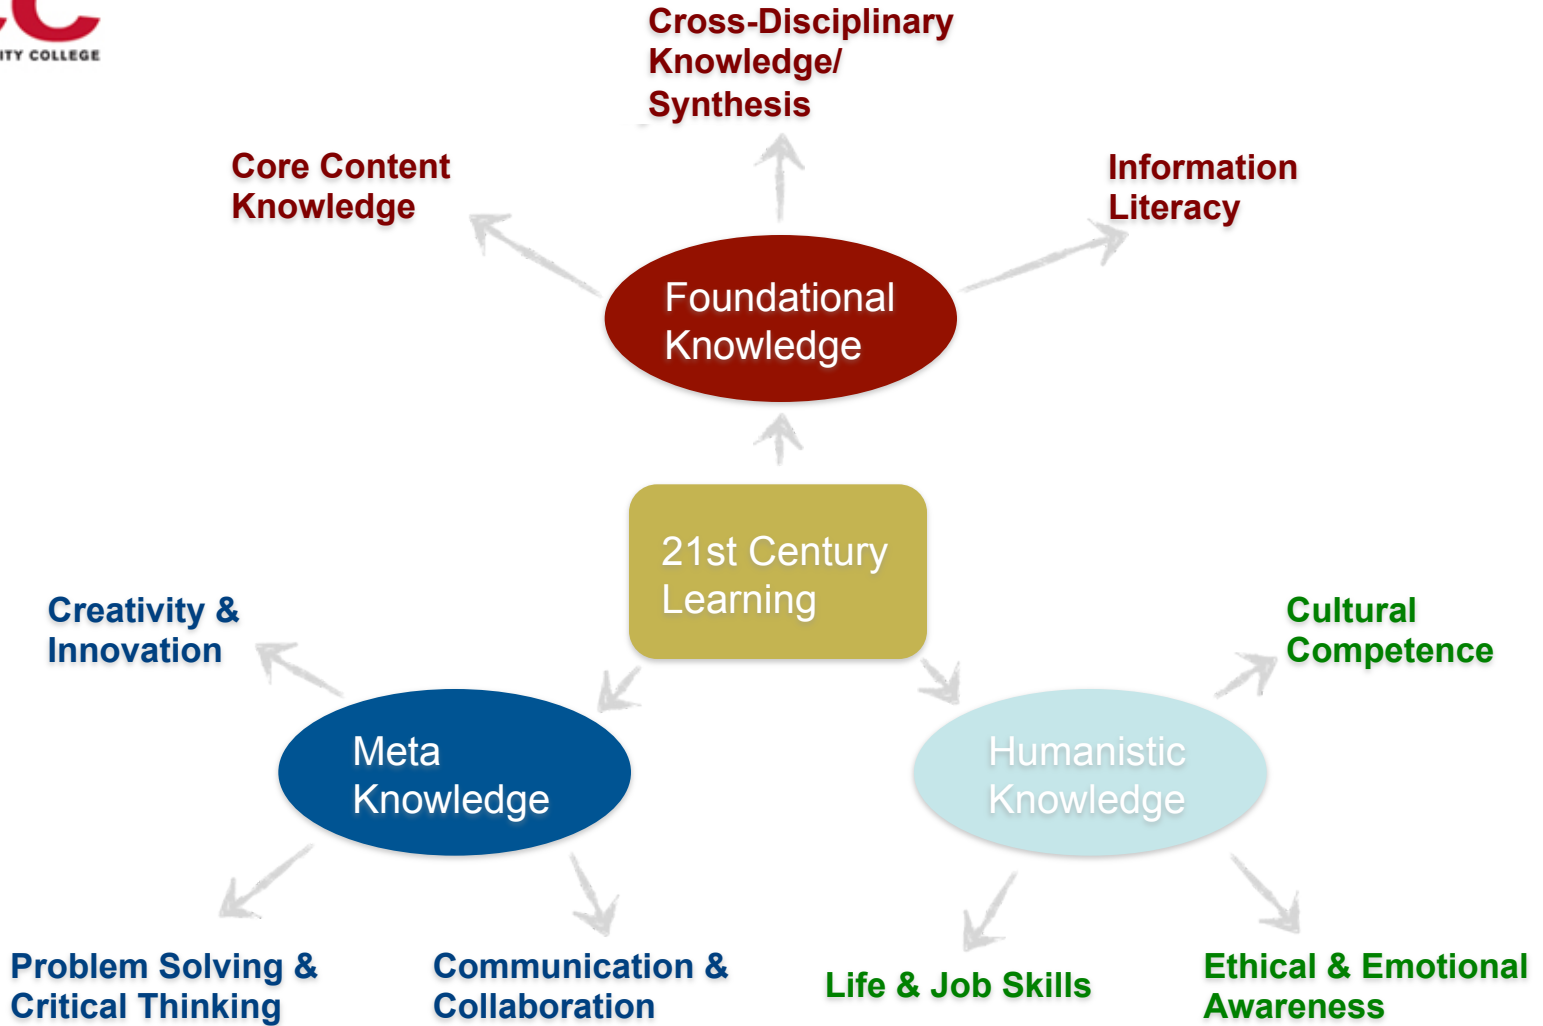 ITY COLLEGE
Cross-Disciplinary
Knowledge/
Synthesis
Core Content
Knowledge
Information
Literacy
Foundational
Knowledge
21st Century
Learning
Creativity &
Innovation
Cultural
Competence
Meta
Knowledge
Humanistic
Knowledge
Problem Solving &
Critical Thinking
Communication &
Collaboration
Life & Job Skills
Ethical & Emotional
Awareness